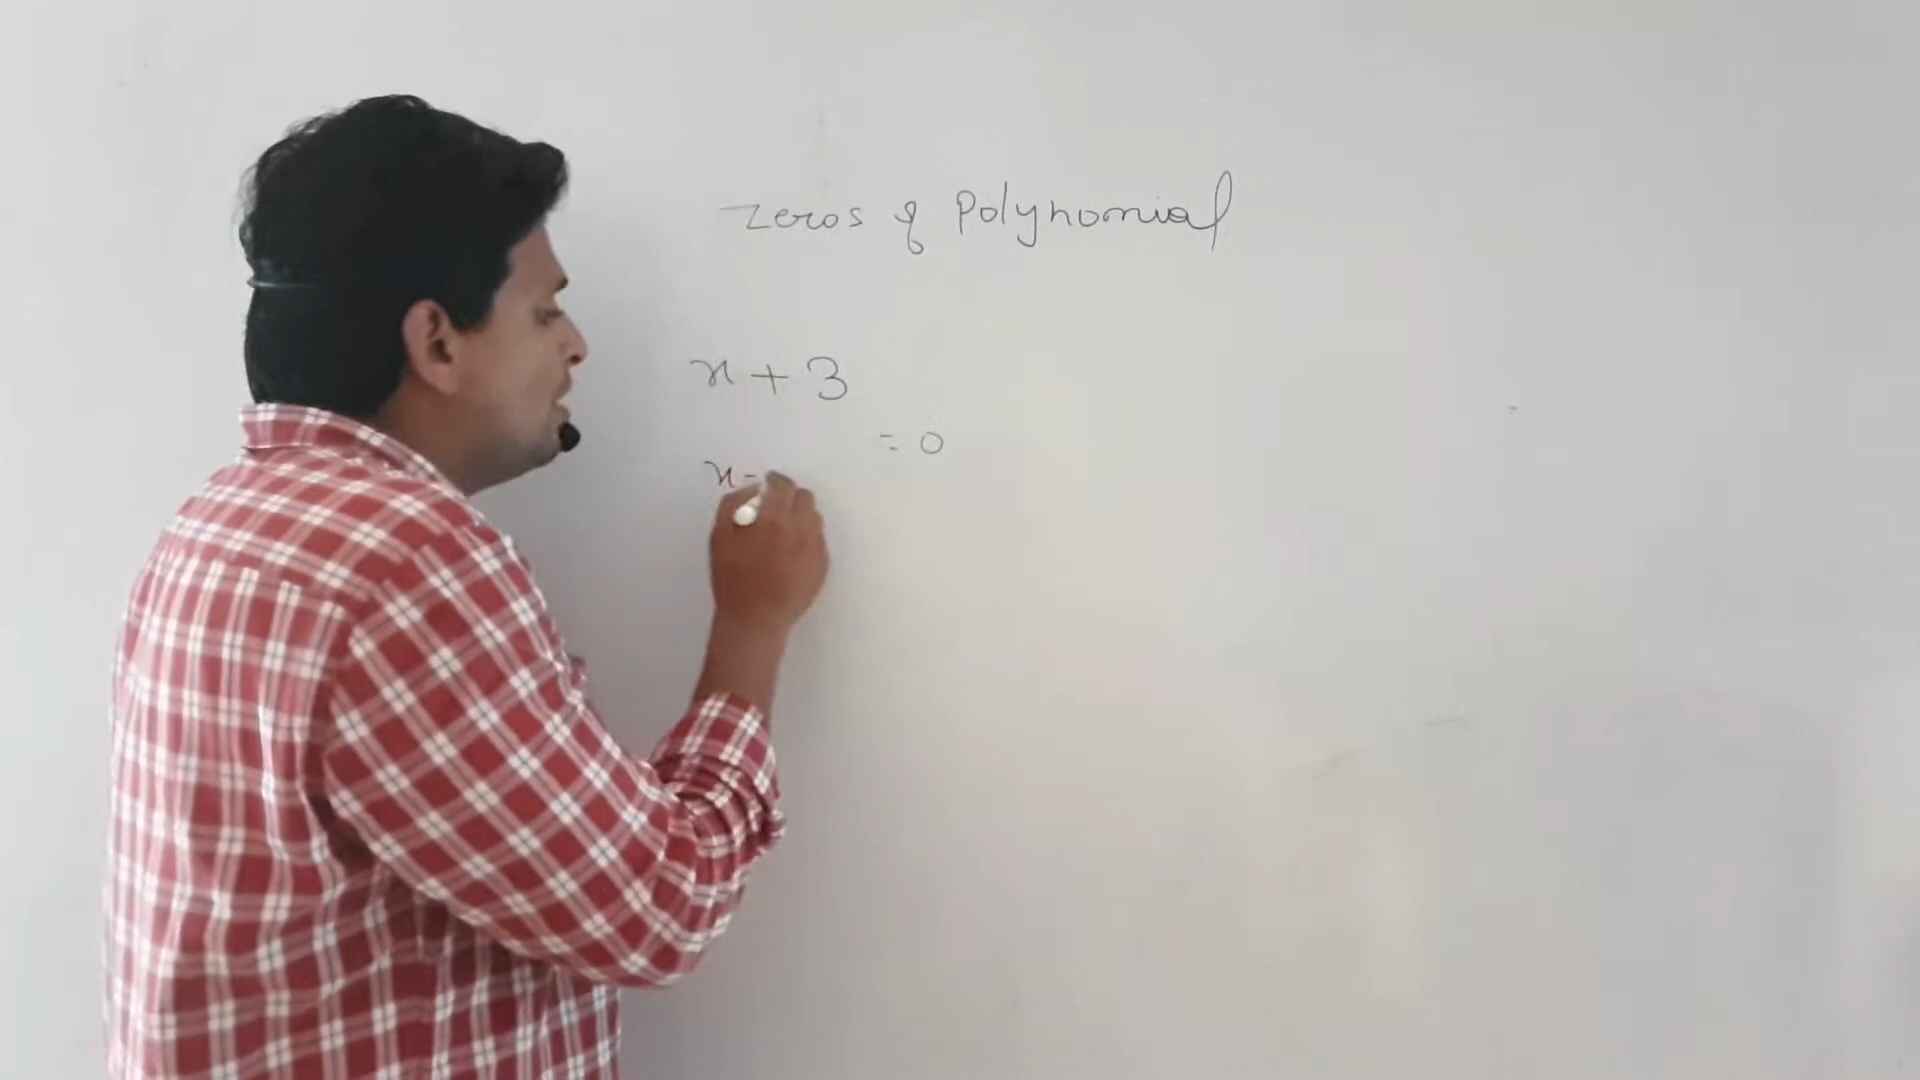 Zeros of Polynomial
x + 3
= 0
x =